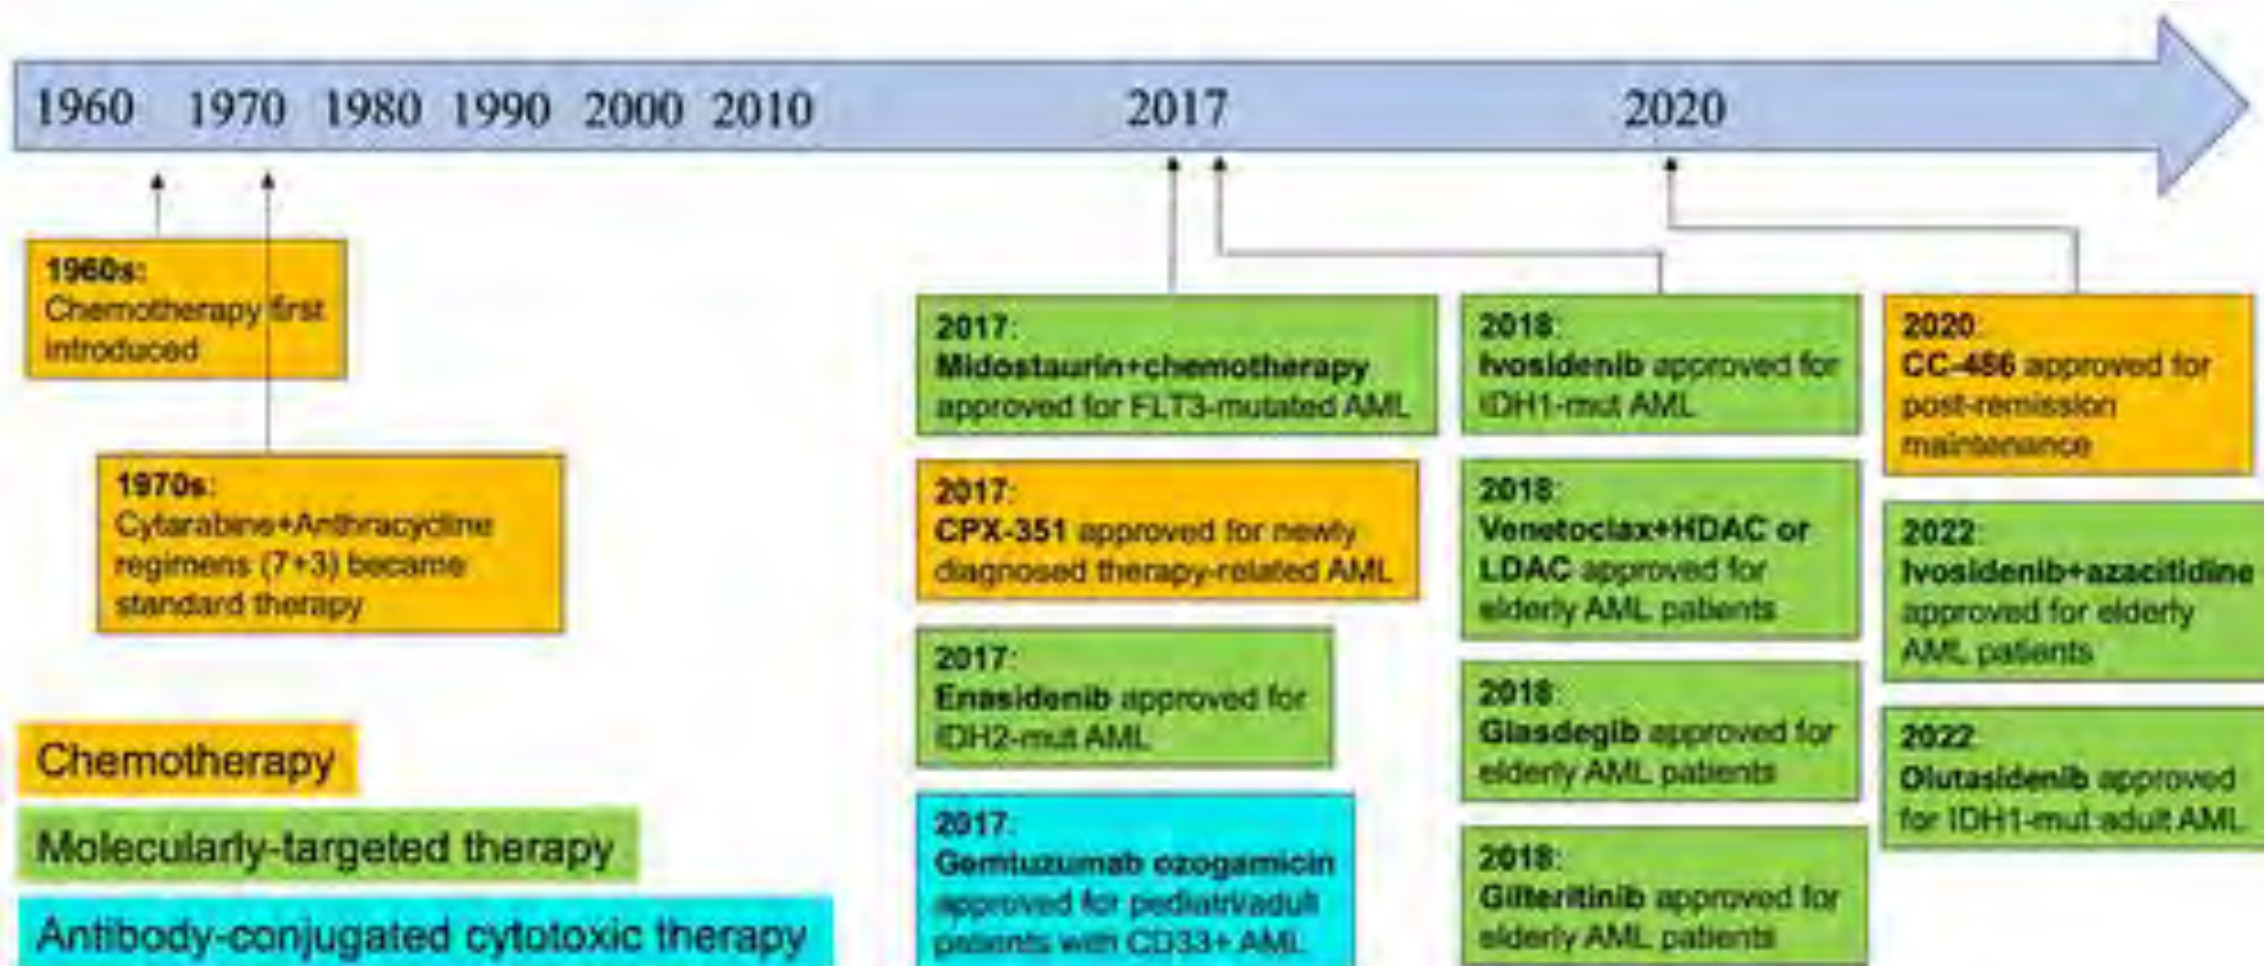 1960 1970 1980 1990 2000 2010 2017 2020
1960s:
Chemotherapy first
introduced
1970s:
Cytarabine+Anthracycline
regimens (7+3) became
standard therapy
2017:
Midostaurin+chemotherapy
approved for FLT3-mutated AML
2017:
CPX-351 approved for newly
diagnosed therapy-related AML
2017:
Enasidenib approved for
IDH2-mut AML
2017:
Gemtuzumab ozogamicin
approved for pediatri/adult
patients with CD33+ AML
2018:
Ivosidenib approved for
IDH1-mut AML
2018:
Venetoclax+HDAC or
LDAC approved for
elderly AML patients
2018:
Glasdegib approved for
elderly AML patients
2018:
Gilteritinib approved for
elderly AML patients
2020:
CC-486 approved for
post-remission
maintenance
2022:
Ivosidenib+azacitidine
approved for elderly
AML patients
2022:
Olutasidenib approved
for IDH1-mut adult AML
Chemotherapy
Molecularly-targeted therapy
Antibody-conjugated cytotoxic therapy